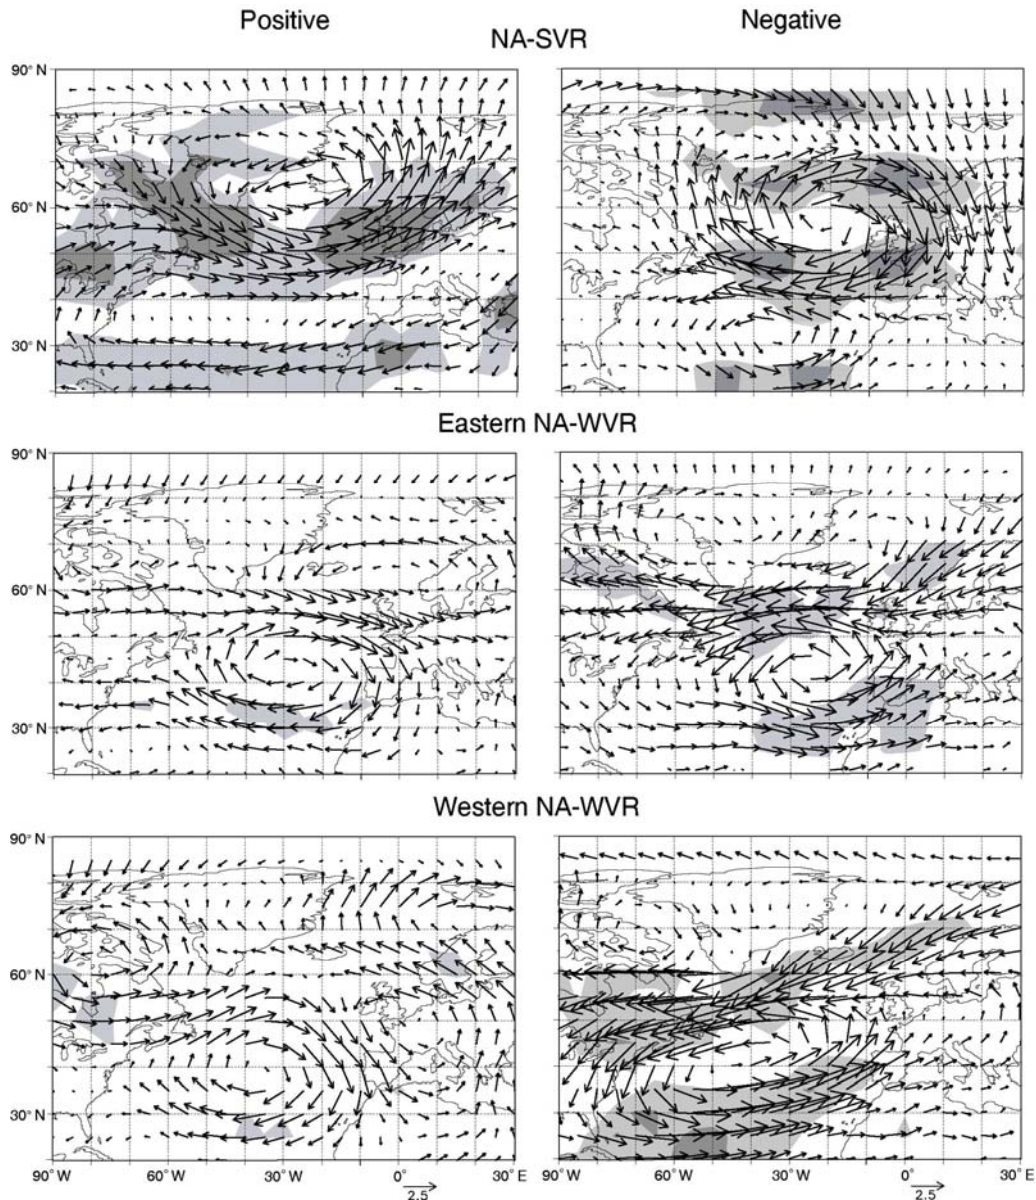 Positive Negative
NA-SVR
90° N
60° N
30° N
Eastern NA-WVR
90° N
60° N
30° N
Western NA-WVR
90° N
60° N
30° N
90° W 60° W 30° W 0 30° E 90° W 60° W 30° W 0 30° E
2.5 2.5